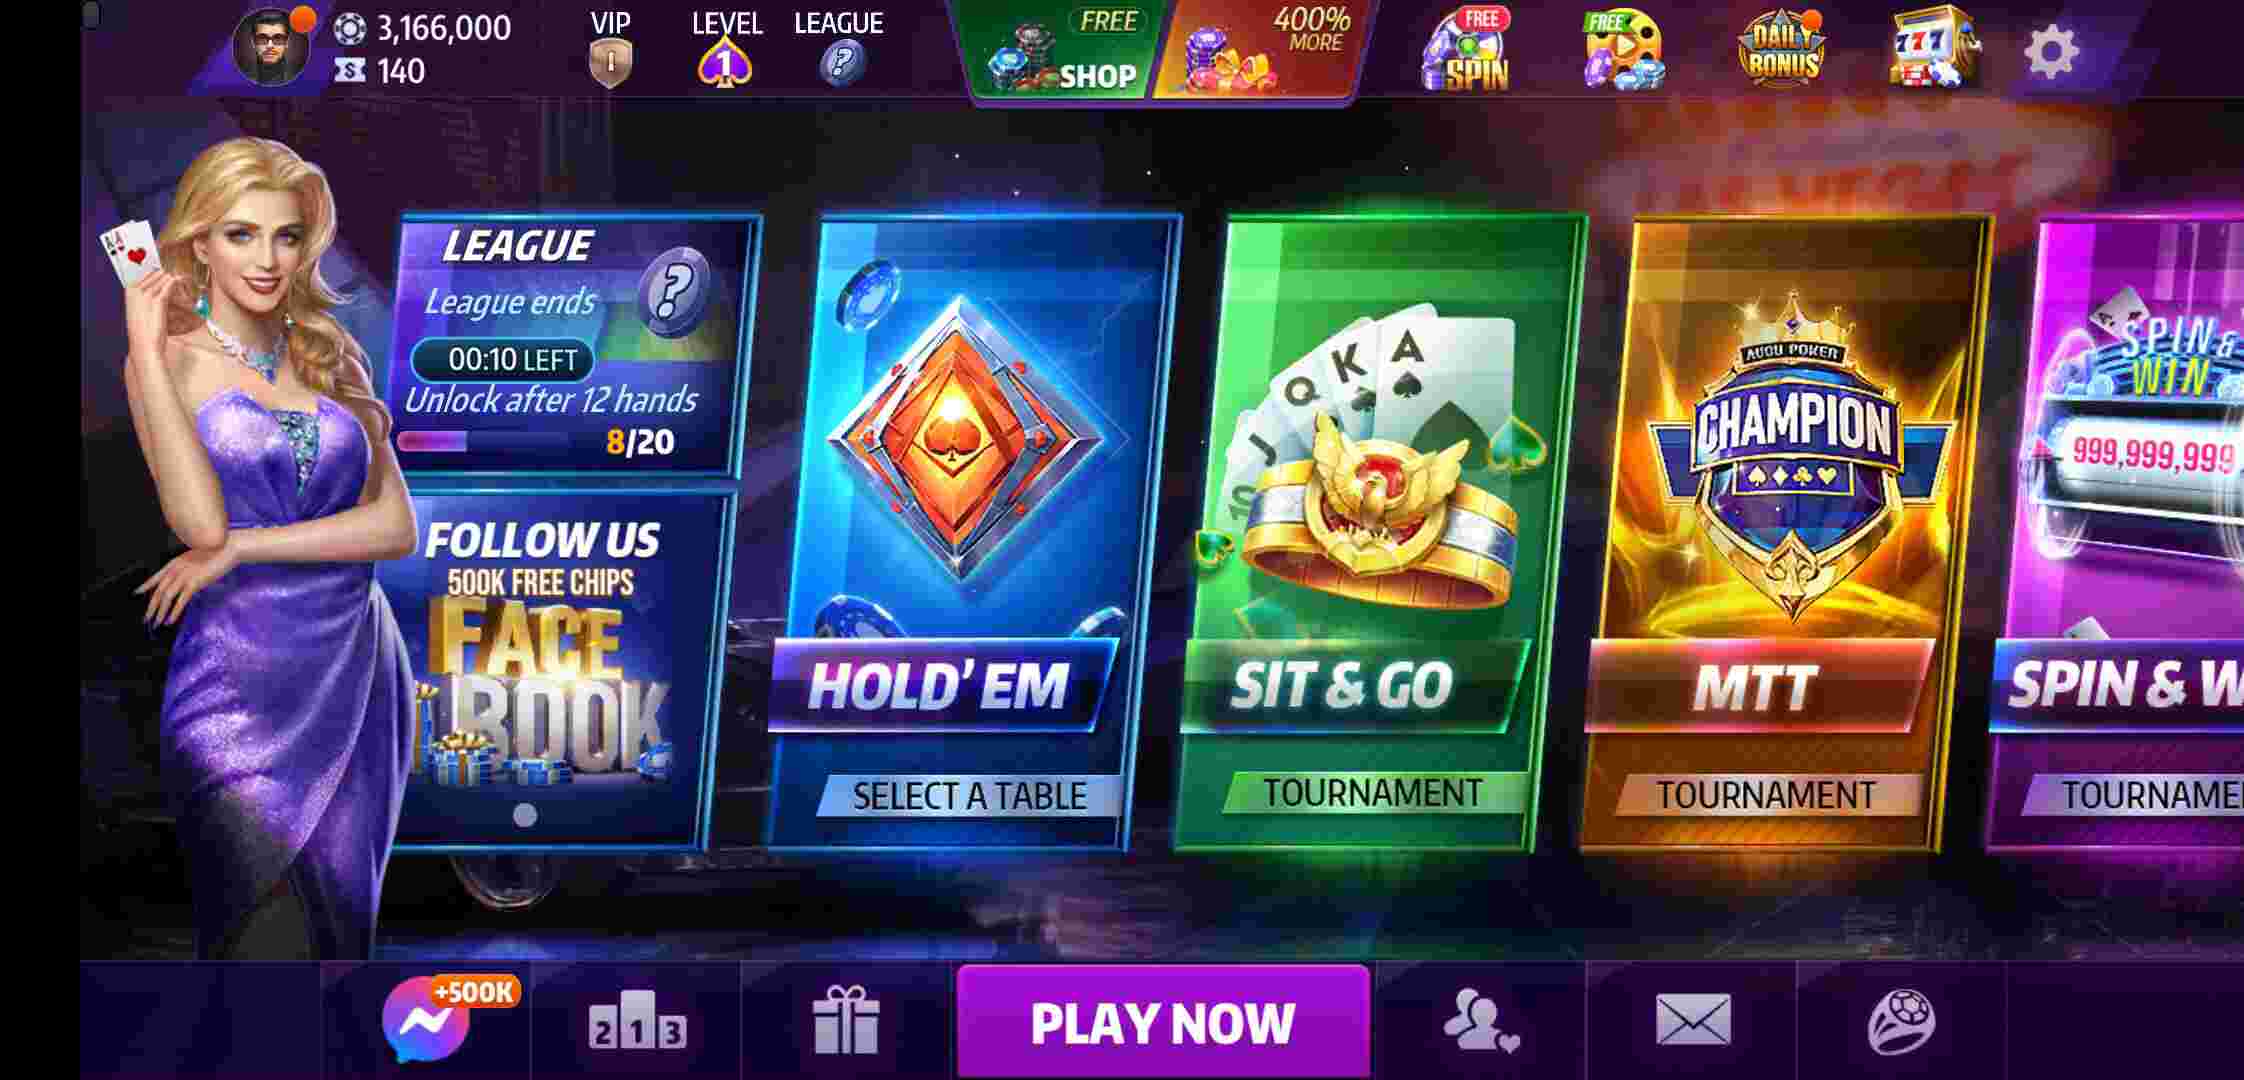 3,166,000
140
VIP
LEVEL
1
LEAGUE
?
FREE
SHOP
400%
MORE
FREE
SPIN
FREE
DAILY
BONUS
777
LEAGUE
?
League ends
00:10 LEFT
Unlock after 12 hands
8/20
FOLLOW US
500K FREE CHIPS
FACE
BOOK
HOLD'EM
SELECT A TABLE
A
K
Q
J
10
SIT & GO
TOURNAMENT
CHAMPION
MTT
TOURNAMENT
SPIN &
WIN
999,999,999
SPIN & W
TOURNAME
+500K
2 1 3
PLAY NOW